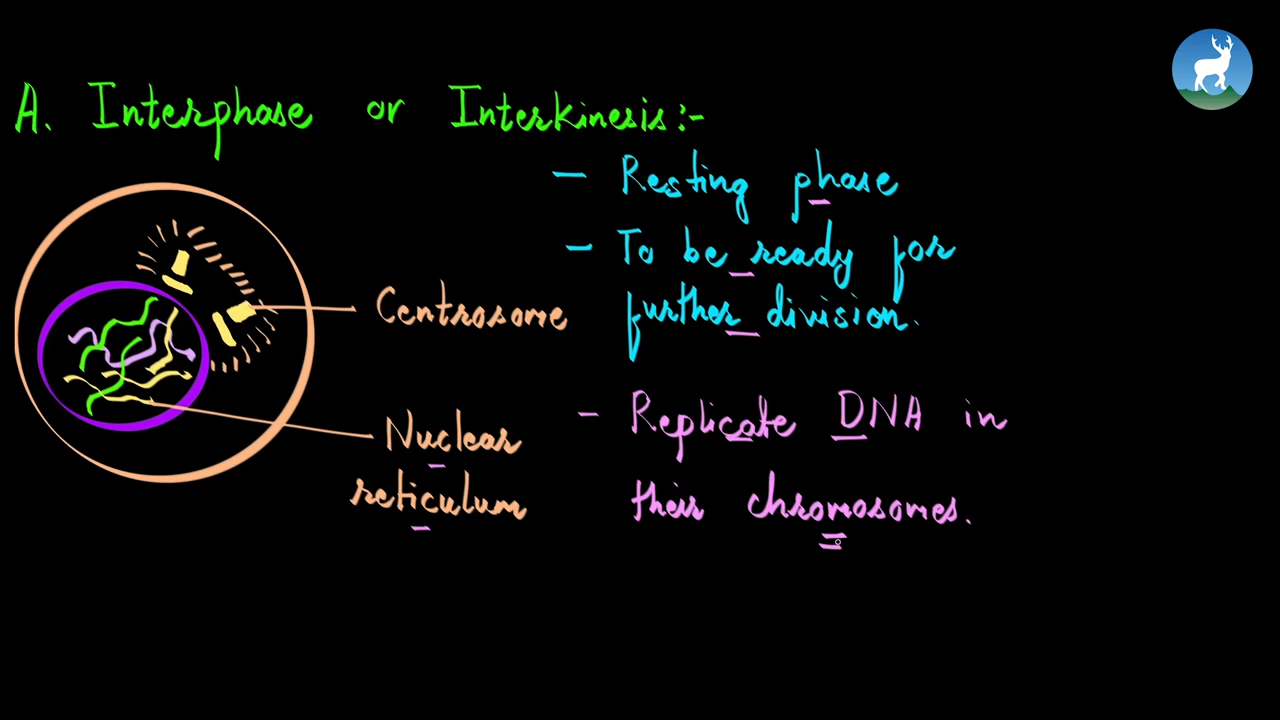 A. Interphase or Interkinesis:-
- Resting phase
- To be ready for
further division.
Centrosome
- Replicate DNA in
their chromosomes.
Nuclear
reticulum